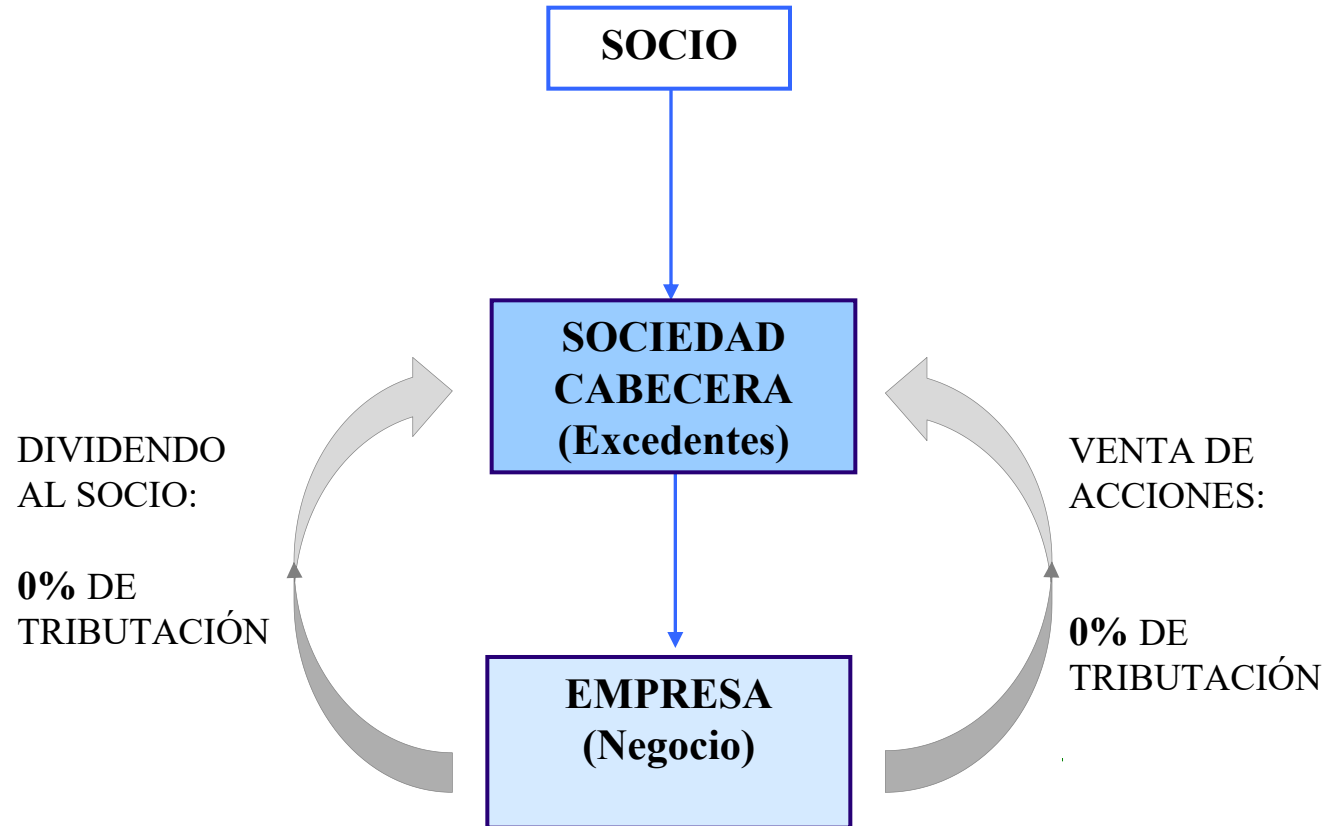 SOCIO
SOCIEDAD
CABECERA
(Excedentes)
DIVIDENDO
AL SOCIO:
0% DE
TRIBUTACIÓN
VENTA DE
ACCIONES:
0% DE
TRIBUTACIÓN
EMPRESA
(Negocio)